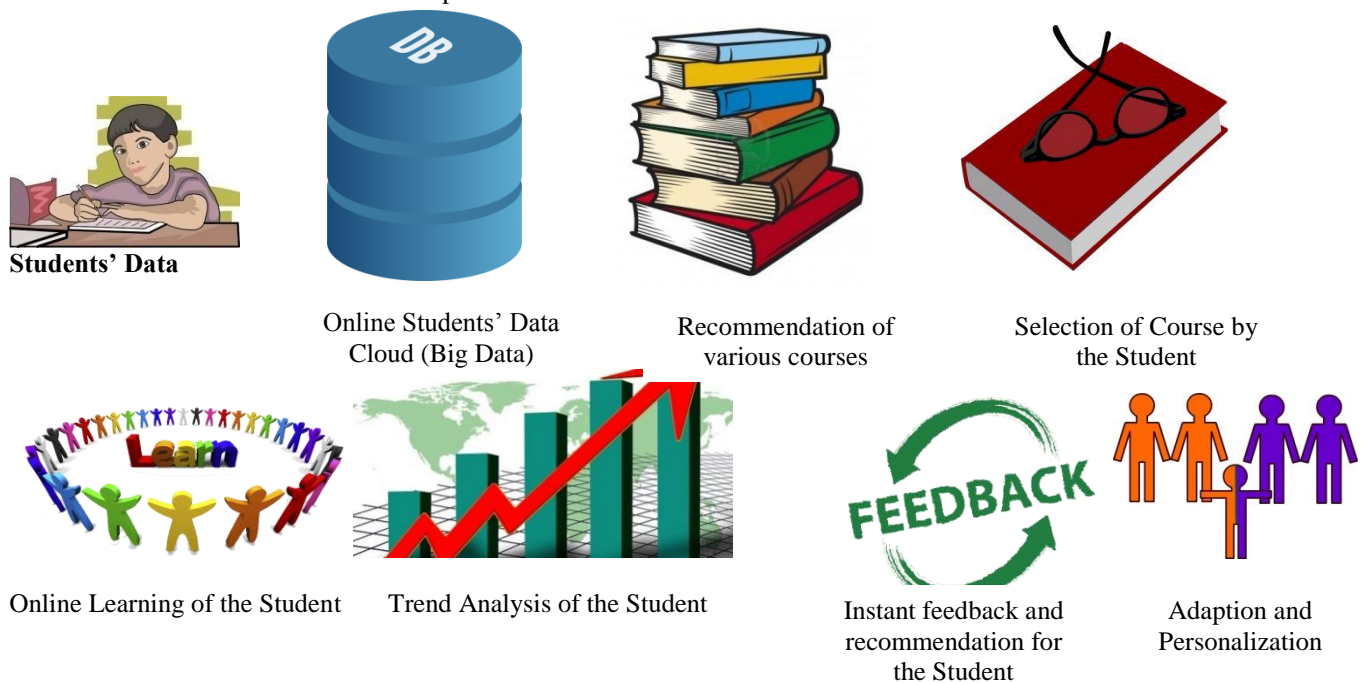 DB
Students’ Data
Online Students’ Data
Cloud (Big Data)
Recommendation of
various courses
Selection of Course by
the Student
Learn
FEEDBACK
Online Learning of the Student
Trend Analysis of the Student
Instant feedback and
recommendation for
the Student
Adaption and
Personalization